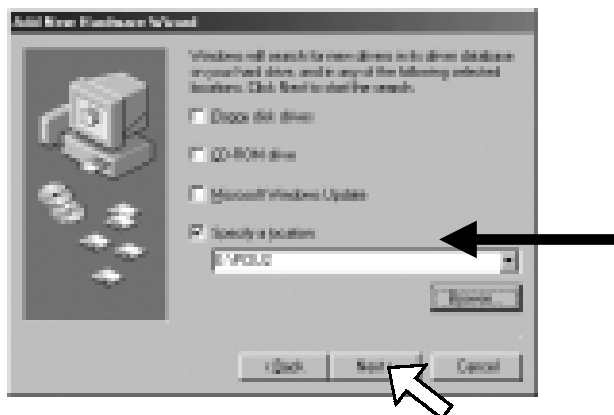 Add New Hardware Wizard
Windows will search for new drivers in its driver database
on your hard drive, and in any of the following selected
locations. Click Next to start the search.
Floppy disk drives
CD-ROM drive
Microsoft Windows Update
Specify a location
Browse...
< Back
Next >
Cancel